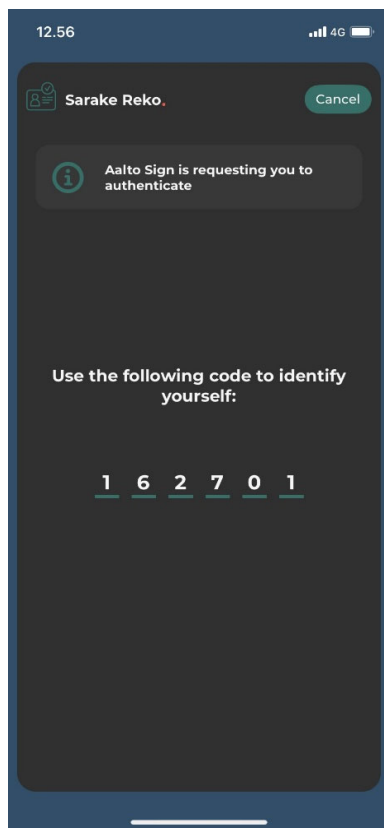 12.56
4G
Sarake Reko.
Cancel
Aalto Sign is requesting you to
authenticate
Use the following code to identify
yourself:
1 6 2 7 0 1